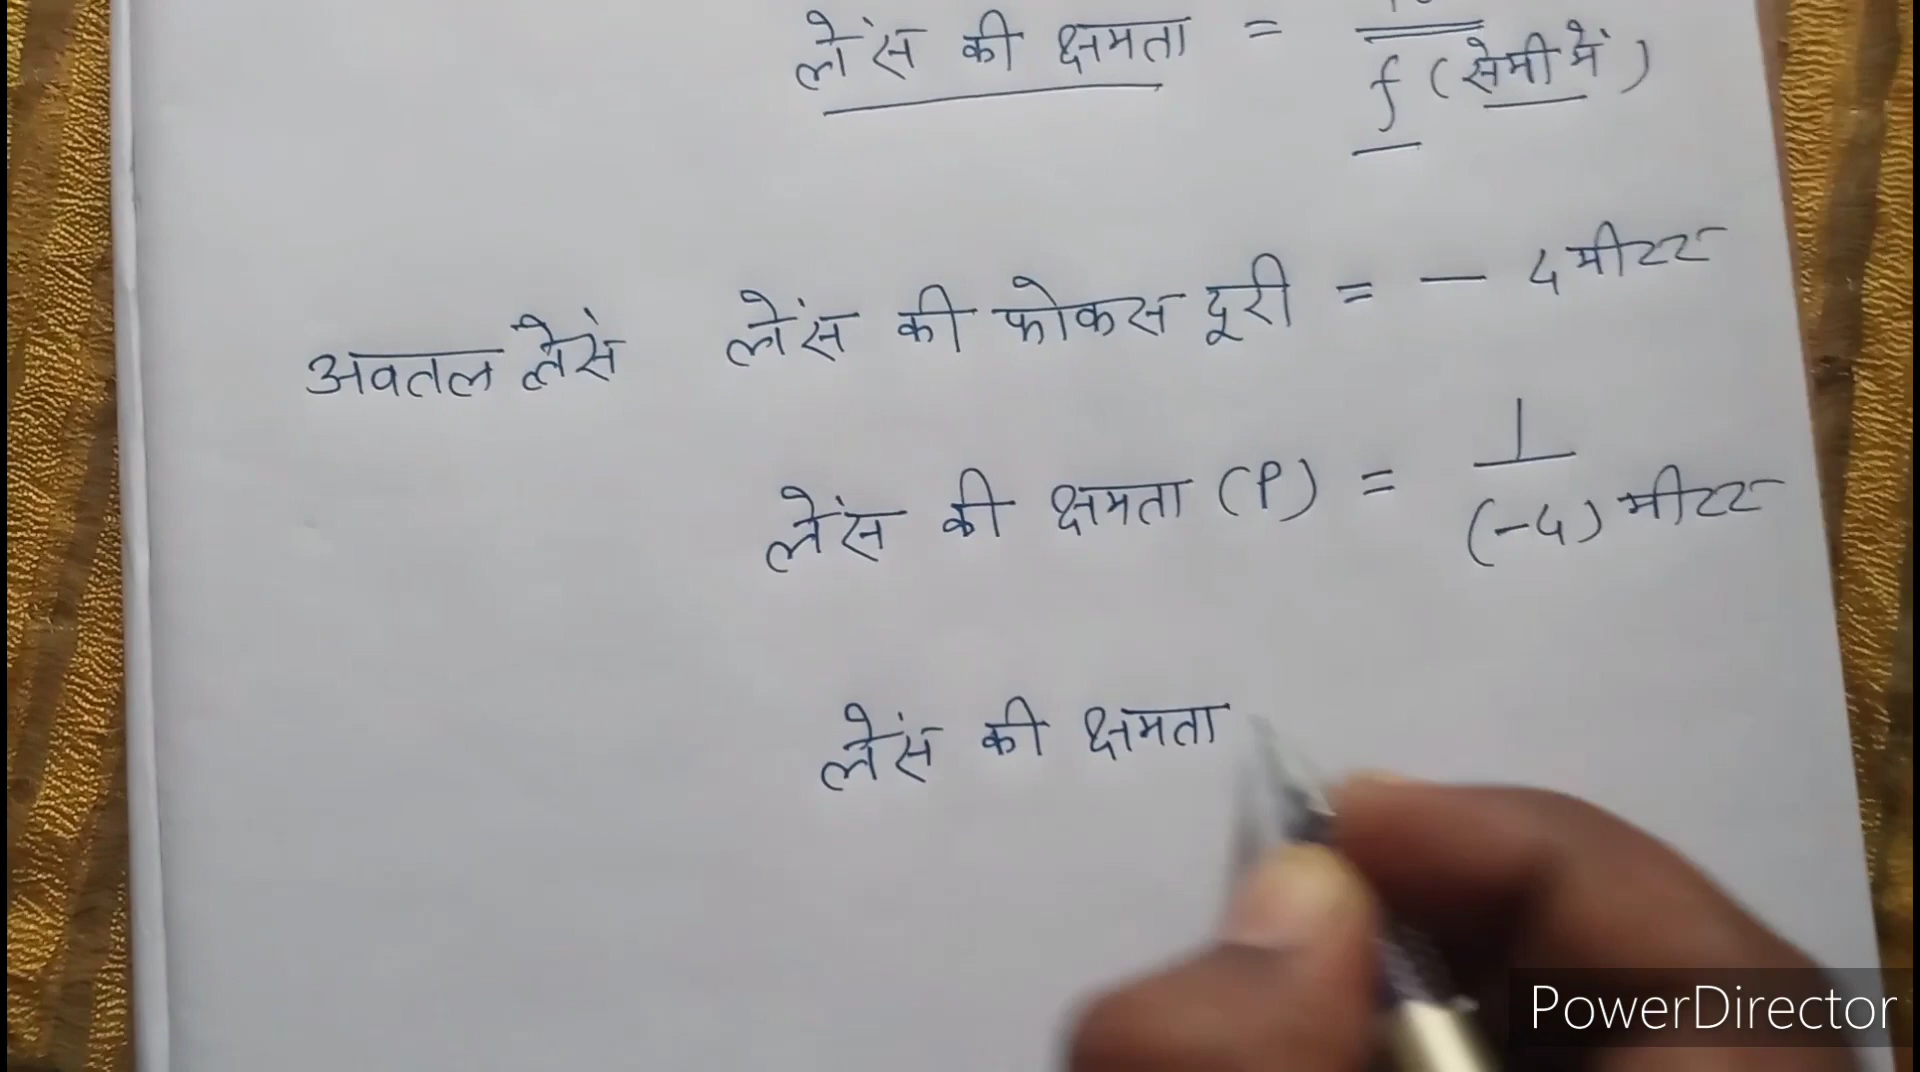 लेंस की क्षमता =
f (सेमी में)
अवतल लेंस लेंस की फोकस दूरी = - 4 मीटर
लेंस की क्षमता (P) = 1 / (-4) मीटर
लेंस की क्षमता
PowerDirector